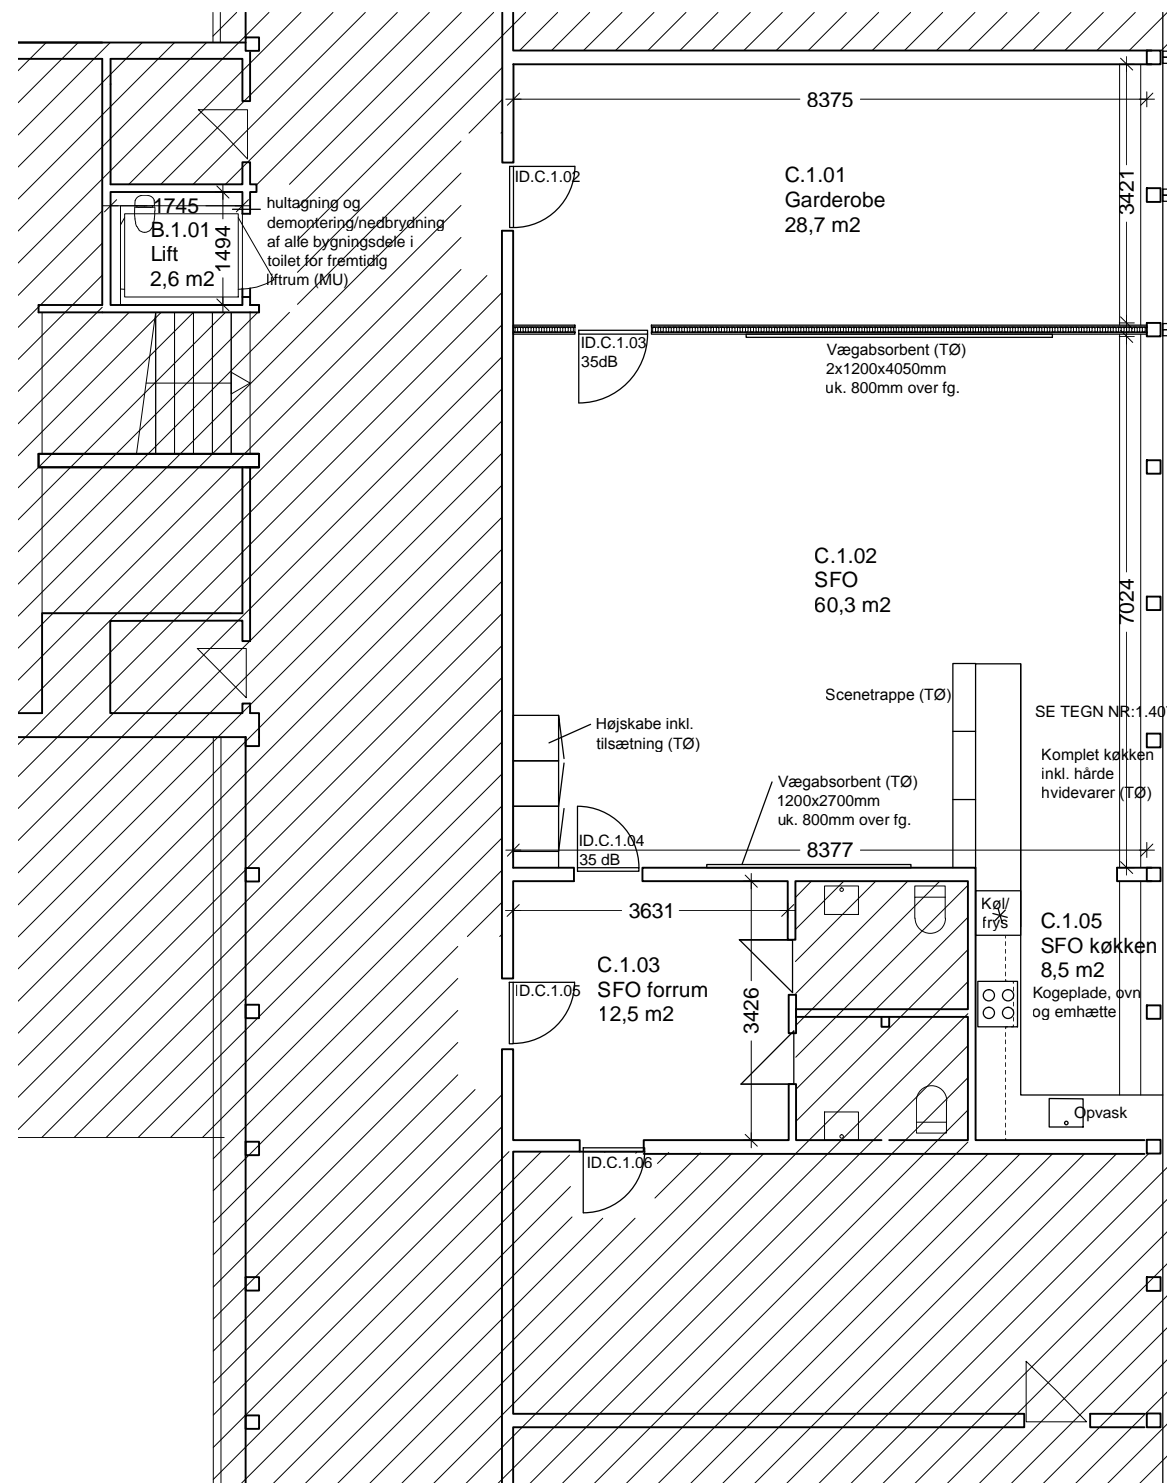 8375
ID.C.1.02
C.1.01
Garderobe
28,7 m2
3421
1745
B.1.01
Lift
2,6 m2
1494
hultagning og
demontering/nedbrydning
af alle bygningsdele i
toilet for fremtidig
liftrum (MU)
ID.C.1.03
35dB
Vægabsorbent (TØ)
2x1200x4050mm
uk. 800mm over fg.
C.1.02
SFO
60,3 m2
7024
Scenetrappe (TØ)
SE TEGN NR:1.40
Højskabe inkl.
tilsætning (TØ)
Komplet køkken
inkl. hårde
hvidevarer (TØ)
Vægabsorbent (TØ)
1200x2700mm
uk. 800mm over fg.
ID.C.1.04
35 dB
8377
3631
Køl/
frys
C.1.05
SFO køkken
8,5 m2
Kogeplade, ovn
og emhætte
C.1.03
SFO forrum
12,5 m2
ID.C.1.05
3426
Opvask
ID.C.1.06